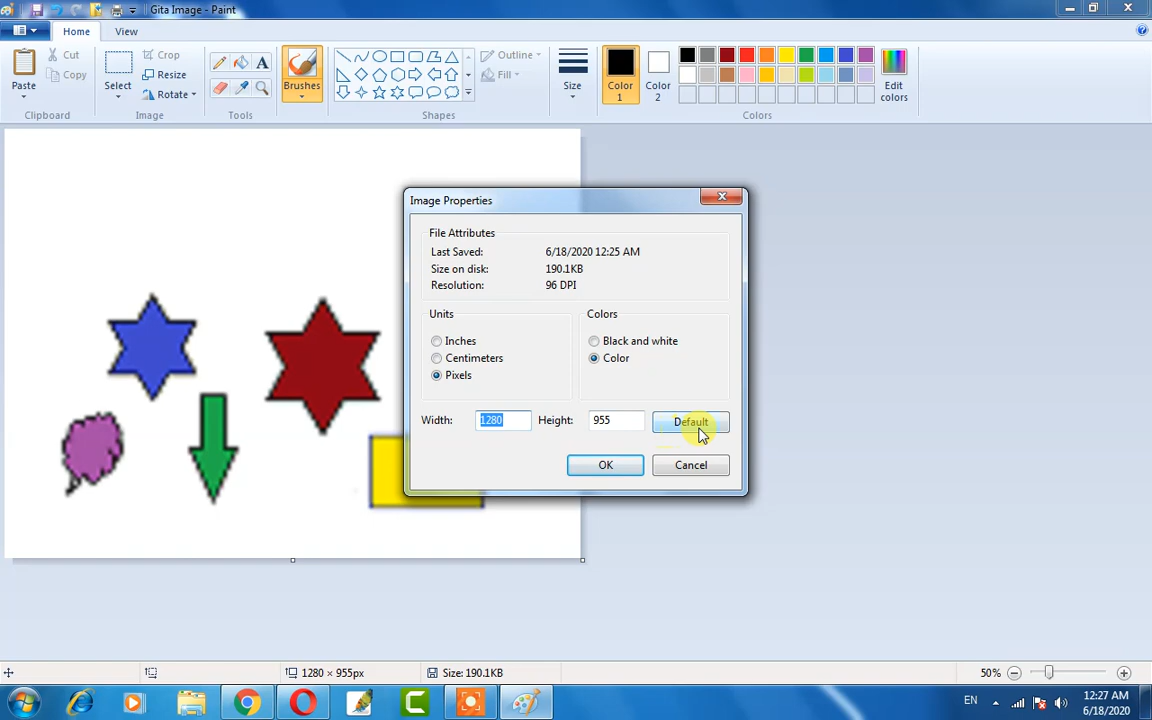 Gita Image - Paint
Home View
Paste
Cut
Copy
Clipboard
Select
Crop
Resize
Rotate
Image
A
Tools
Brushes
Outline
Fill
Shapes
Size
Color 1
Color 2
Edit colors
Colors
Image Properties
File Attributes
Last Saved: 6/18/2020 12:25 AM
Size on disk: 190.1KB
Resolution: 96 DPI
Units
Inches
Centimeters
Pixels
Colors
Black and white
Color
Width: 1280 Height: 955 Default
OK Cancel
1280 × 955px Size: 190.1KB 50%
EN 12:27 AM
6/18/2020